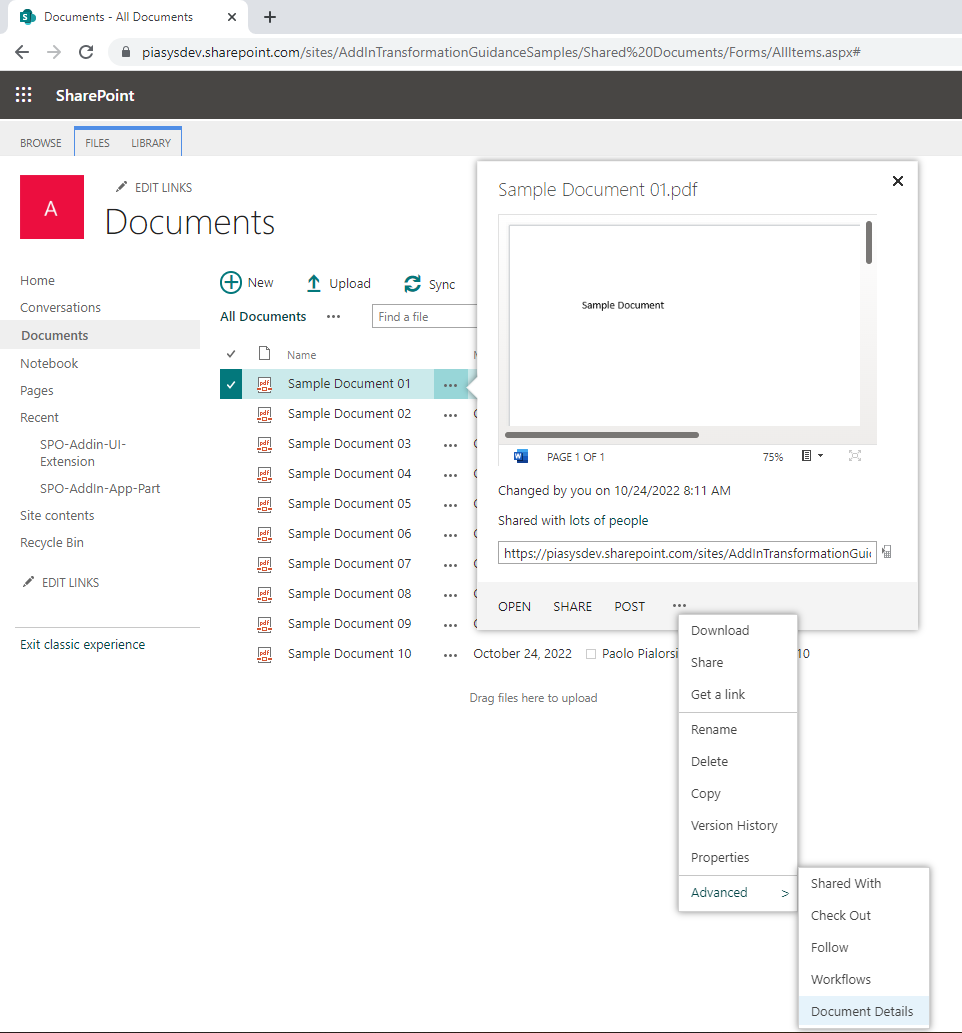 Documents - All Documents
piasysdev.sharepoint.com/sites/AddInTransformationGuidanceSamples/Shared%20Documents/Forms/AllItems.aspx#
SharePoint
BROWSE FILES LIBRARY
A
EDIT LINKS
Documents
Home
Conversations
Documents
Notebook
Pages
Recent
SPO-Addin-UI-
Extension
SPO-AddIn-App-Part
Site contents
Recycle Bin
EDIT LINKS
Exit classic experience
New Upload Sync
All Documents ... Find a file
Name
Sample Document 01 ...
Sample Document 02 ...
Sample Document 03 ...
Sample Document 04 ...
Sample Document 05 ...
Sample Document 06 ...
Sample Document 07 ...
Sample Document 08 ...
Sample Document 09 ...
Sample Document 10 ... October 24, 2022 Paolo Pialorsi 10
Drag files here to upload
Sample Document 01.pdf
Sample Document
PAGE 1 OF 1 75%
Changed by you on 10/24/2022 8:11 AM
Shared with lots of people
https://piasysdev.sharepoint.com/sites/AddInTransformationGui
OPEN SHARE POST ...
Download
Share
Get a link
Rename
Delete
Copy
Version History
Properties
Advanced >
Shared With
Check Out
Follow
Workflows
Document Details